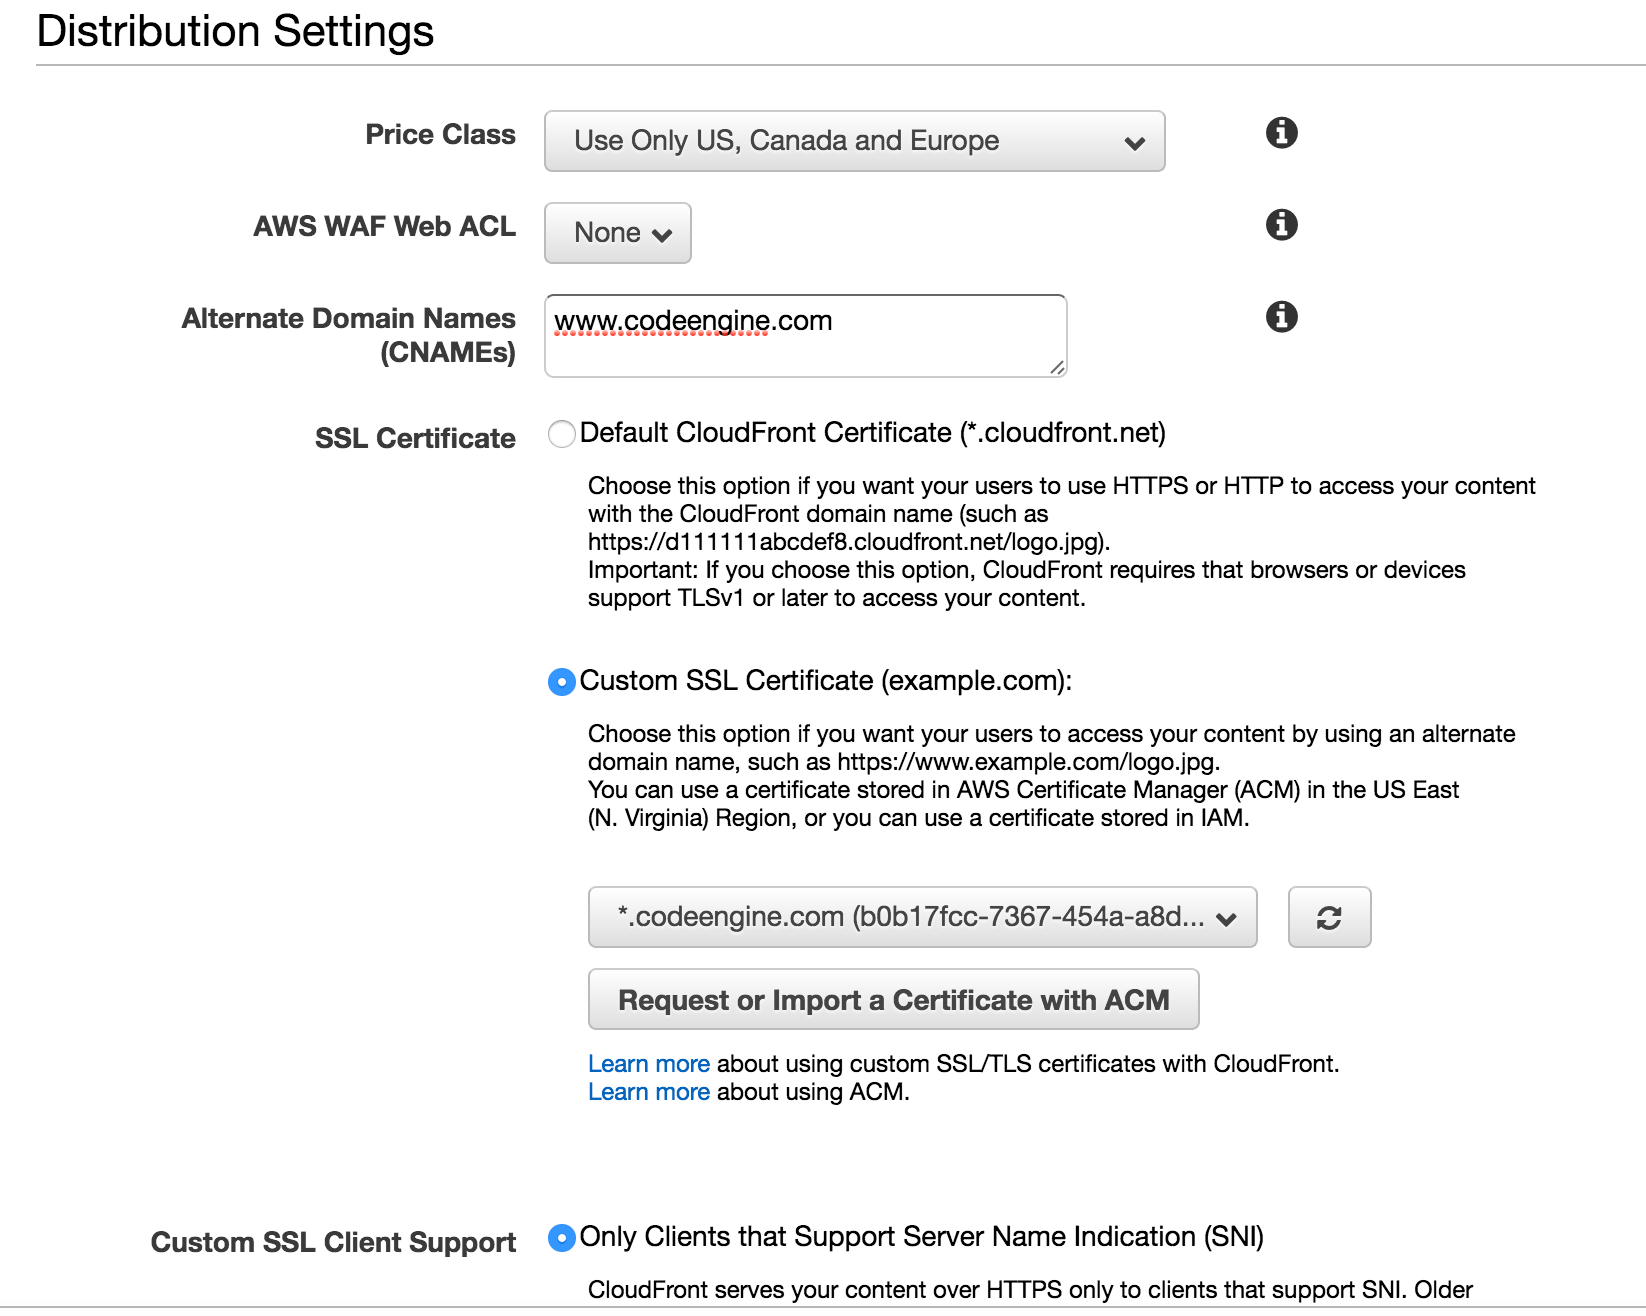 Distribution Settings
Price Class
Use Only US, Canada and Europe
AWS WAF Web ACL
None
Alternate Domain Names
(CNAMEs)
www.codeengine.com
SSL Certificate
Default CloudFront Certificate (*.cloudfront.net)
Choose this option if you want your users to use HTTPS or HTTP to access your content
with the CloudFront domain name (such as
https://d111111abcdef8.cloudfront.net/logo.jpg).
Important: If you choose this option, CloudFront requires that browsers or devices
support TLSv1 or later to access your content.
Custom SSL Certificate (example.com):
Choose this option if you want your users to access your content by using an alternate
domain name, such as https://www.example.com/logo.jpg.
You can use a certificate stored in AWS Certificate Manager (ACM) in the US East
(N. Virginia) Region, or you can use a certificate stored in IAM.
*.codeengine.com (b0b17fcc-7367-454a-a8d...
Request or Import a Certificate with ACM
Learn more about using custom SSL/TLS certificates with CloudFront.
Learn more about using ACM.
Custom SSL Client Support
Only Clients that Support Server Name Indication (SNI)
CloudFront serves your content over HTTPS only to clients that support SNI. Older